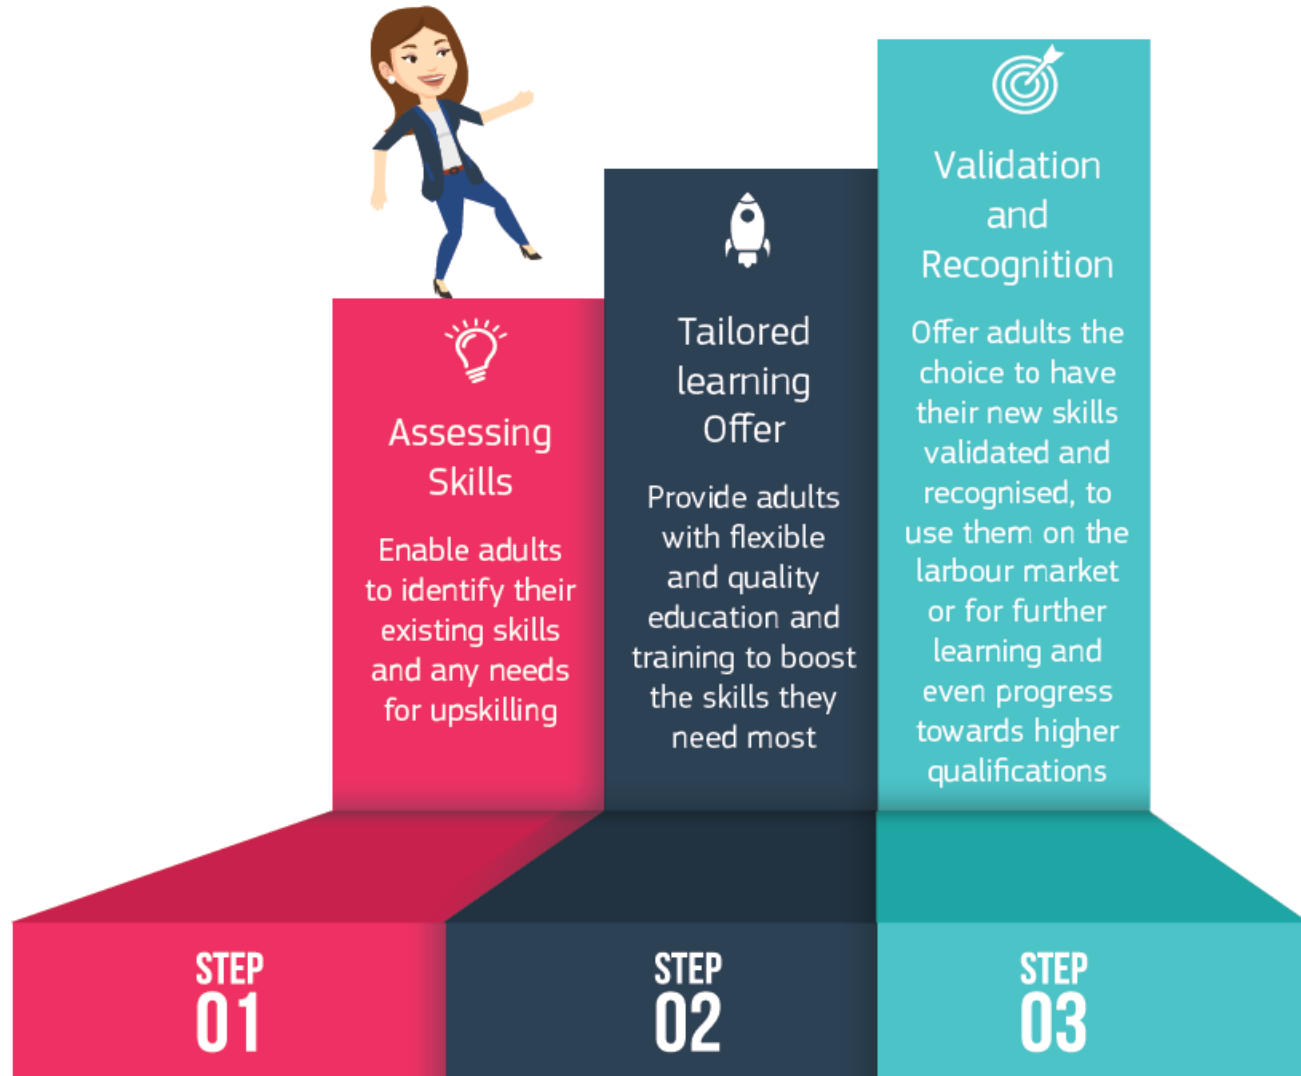 Assessing
Skills
Enable adults
to identify their
existing skills
and any needs
for upskilling
STEP
01
Tailored
learning
Offer
Provide adults
with flexible
and quality
education and
training to boost
the skills they
need most
STEP
02
Validation
and
Recognition
Offer adults the
choice to have
their new skills
validated and
recognised, to
use them on the
larbour market
or for further
learning and
even progress
towards higher
qualifications
STEP
03